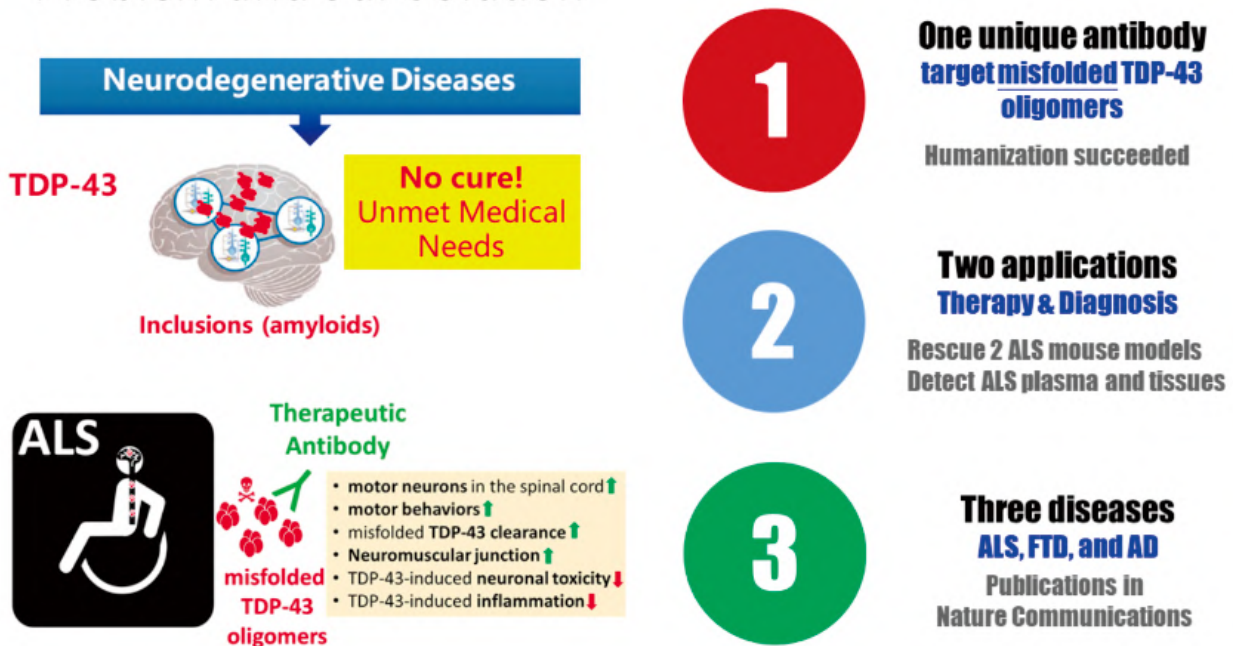 Neurodegenerative Diseases
TDP-43
No cure!
Unmet Medical
Needs
Inclusions (amyloids)
ALS
Therapeutic
Antibody
misfolded
TDP-43
oligomers
• motor neurons in the spinal cord
• motor behaviors
• misfolded TDP-43 clearance
• Neuromuscular junction
• TDP-43-induced neuronal toxicity
• TDP-43-induced inflammation
1
One unique antibody
target misfolded TDP-43
oligomers
Humanization succeeded
2
Two applications
Therapy & Diagnosis
Rescue 2 ALS mouse models
Detect ALS plasma and tissues
3
Three diseases
ALS, FTD, and AD
Publications in
Nature Communications